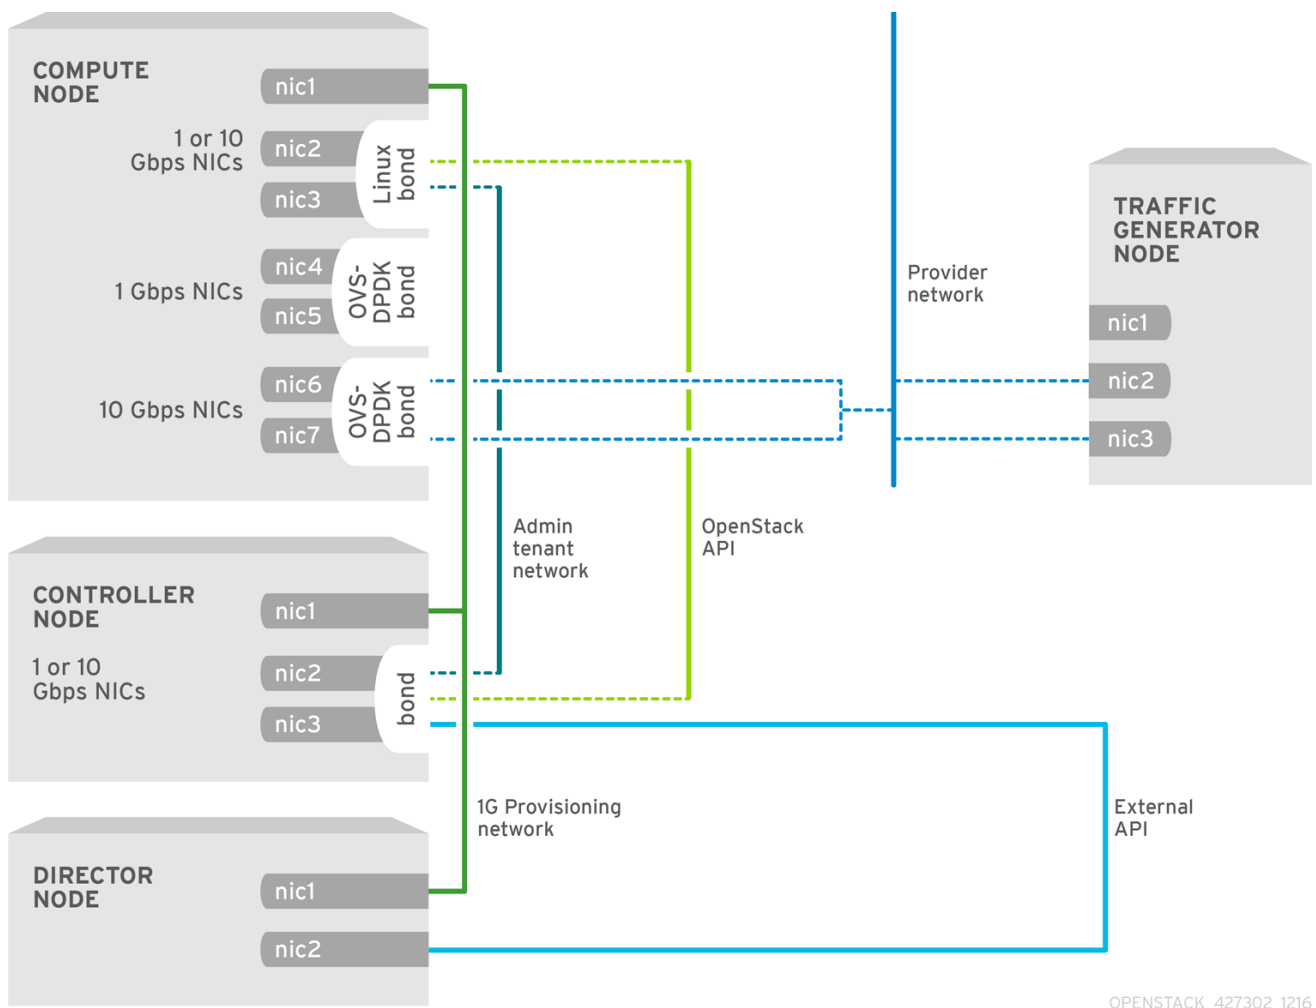 COMPUTE
NODE
nic1
1 or 10
Gbps NICs
nic2
nic3
Linux
bond
1 Gbps NICs
nic4
nic5
OVS-
DPDK
bond
10 Gbps NICs
nic6
nic7
OVS-
DPDK
bond
Provider
network
TRAFFIC
GENERATOR
NODE
nic1
nic2
nic3
Admin
tenant
network
OpenStack
API
CONTROLLER
NODE
nic1
1 or 10
Gbps NICs
nic2
nic3
bond
1G Provisioning
network
External
API
DIRECTOR
NODE
nic1
nic2
OPENSTACK_427302_1216